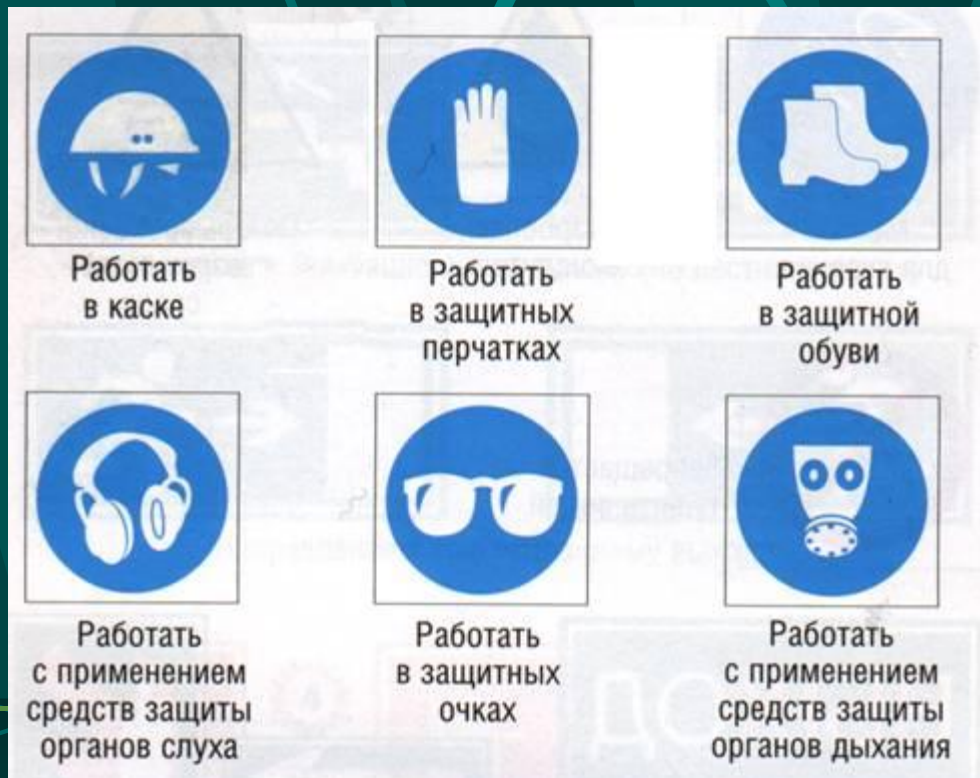 Работать
в каске
Работать
в защитных
перчатках
Работать
в защитной
обуви
Работать
с применением
средств защиты
органов слуха
Работать
в защитных
очках
Работать
с применением
средств защиты
органов дыхания